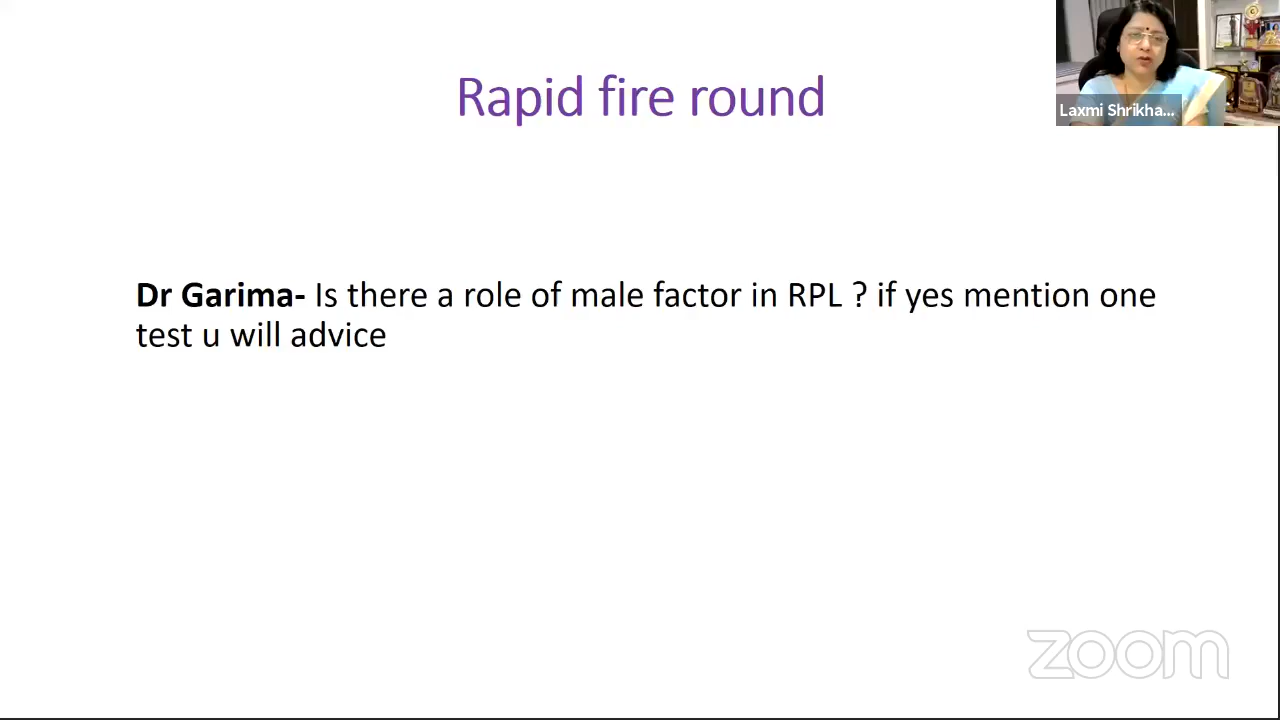 Rapid fire round
Laxmi Shrikha...
Dr Garima- Is there a role of male factor in RPL ? if yes mention one
test u will advice
zoom